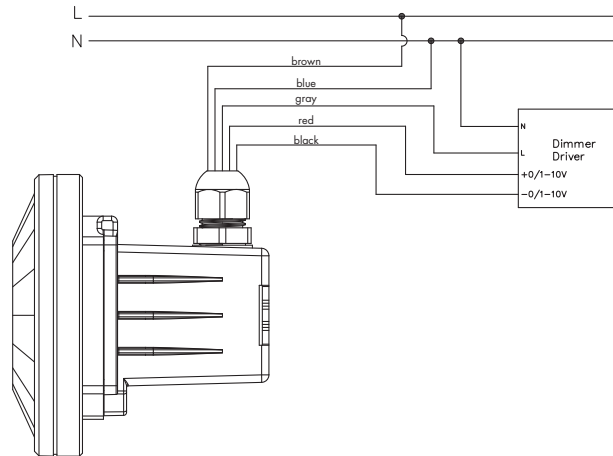 L
N
brown
blue
gray
red
black
N
L
Dimmer
Driver
+0/1-10V
-0/1-10V